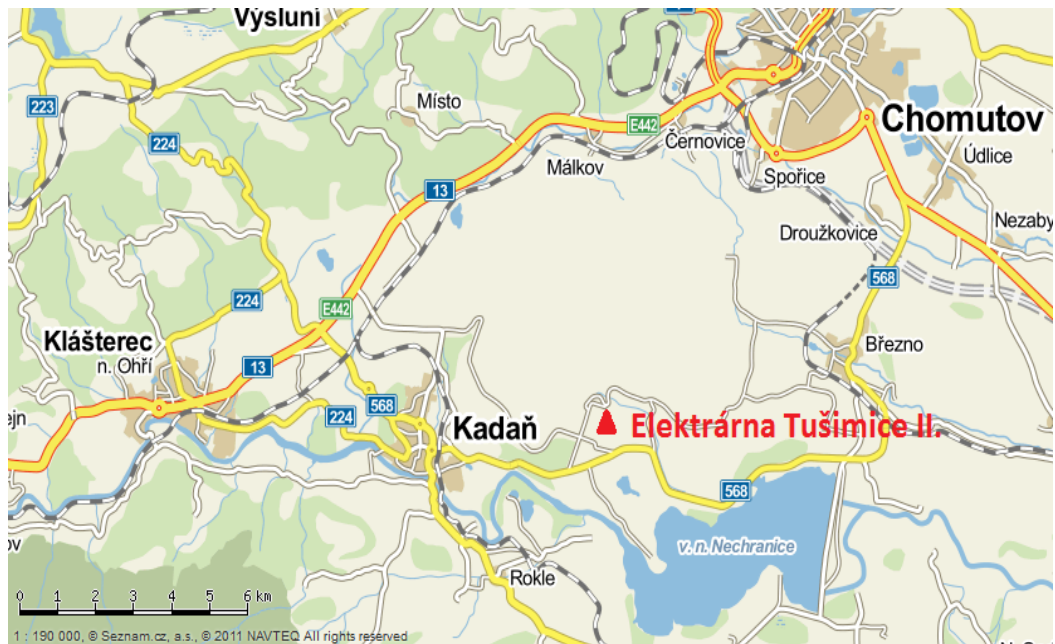 Výsluní
223
224
Místo
E442
Černovice
Málkov
Chomutov
Spořice
Údlice
13
Droužkovice
Nezaby
568
224
E442
Klášterec
n. Ohří
13
Březno
ejn
224
568
Kadaň
Elektrárna Tušimice II.
568
v. n. Nechranice
ov
Rokle
0 1 2 3 4 5 6 km
1 : 190 000, © Seznam.cz, a.s., © 2011 NAVTEQ All rights reserved